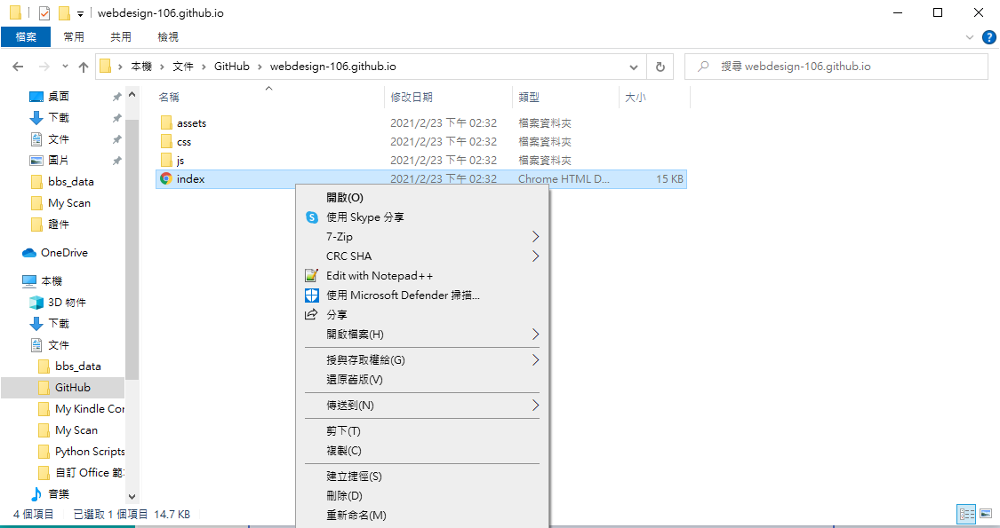 webdesign-106.github.io
檔案 常用 共用 檢視
本機 文件 GitHub webdesign-106.github.io
搜尋 webdesign-106.github.io
桌面
下載
文件
圖片
bbs_data
My Scan
證件
OneDrive
本機
3D 物件
下載
文件
bbs_data
GitHub
My Kindle Cor
My Scan
Python Scripts
自訂 Office 範
音樂
名稱 修改日期 類型 大小
assets 2021/2/23 下午 02:32 檔案資料夾
css 2021/2/23 下午 02:32 檔案資料夾
js 2021/2/23 下午 02:32 檔案資料夾
index 2021/2/23 下午 02:32 Chrome HTML D... 15 KB
開啟(O)
使用 Skype 分享
7-Zip
CRC SHA
Edit with Notepad++
使用 Microsoft Defender 掃描...
分享
開啟檔案(H)
授與存取權給(G)
還原舊版(V)
傳送到(N)
剪下(T)
複製(C)
建立捷徑(S)
刪除(D)
重新命名(M)
4 個項目 已選取 1 個項目 14.7 KB